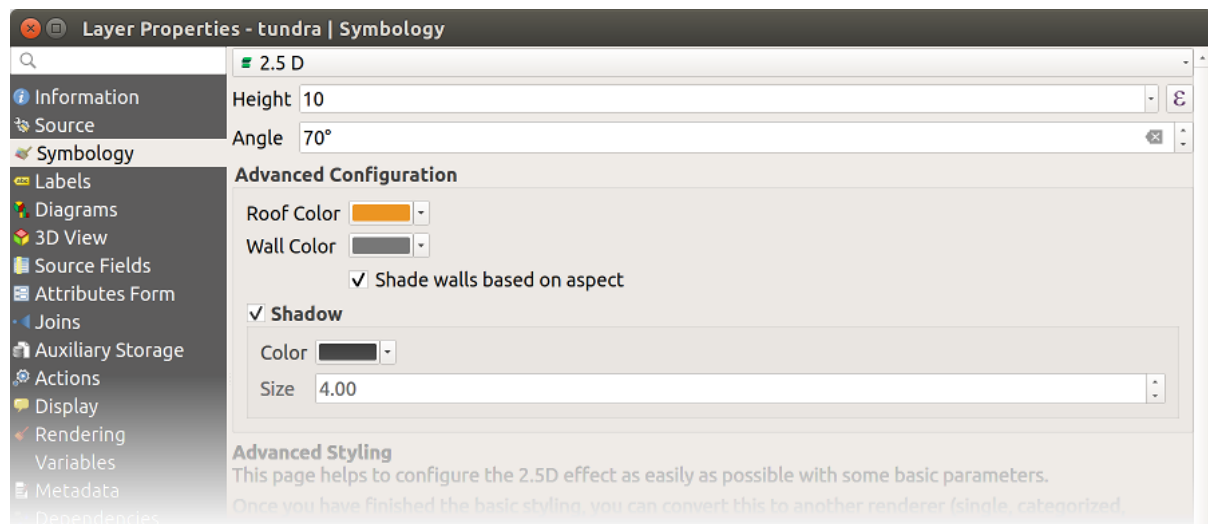 Layer Properties - tundra | Symbology
2.5 D
Information
Height 10 ε
Source
Angle 70°
Symbology
Labels
Advanced Configuration
Diagrams
Roof Color
3D View
Wall Color
Source Fields
Shade walls based on aspect
Attributes Form
Joins
Shadow
Auxiliary Storage
Color
Actions
Size 4.00
Display
Rendering
Variables
Advanced Styling
This page helps to configure the 2.5D effect as easily as possible with some basic parameters.
Metadata
Once you have finished the basic styling, you can convert this to another renderer (single, categorized,
Dependencies